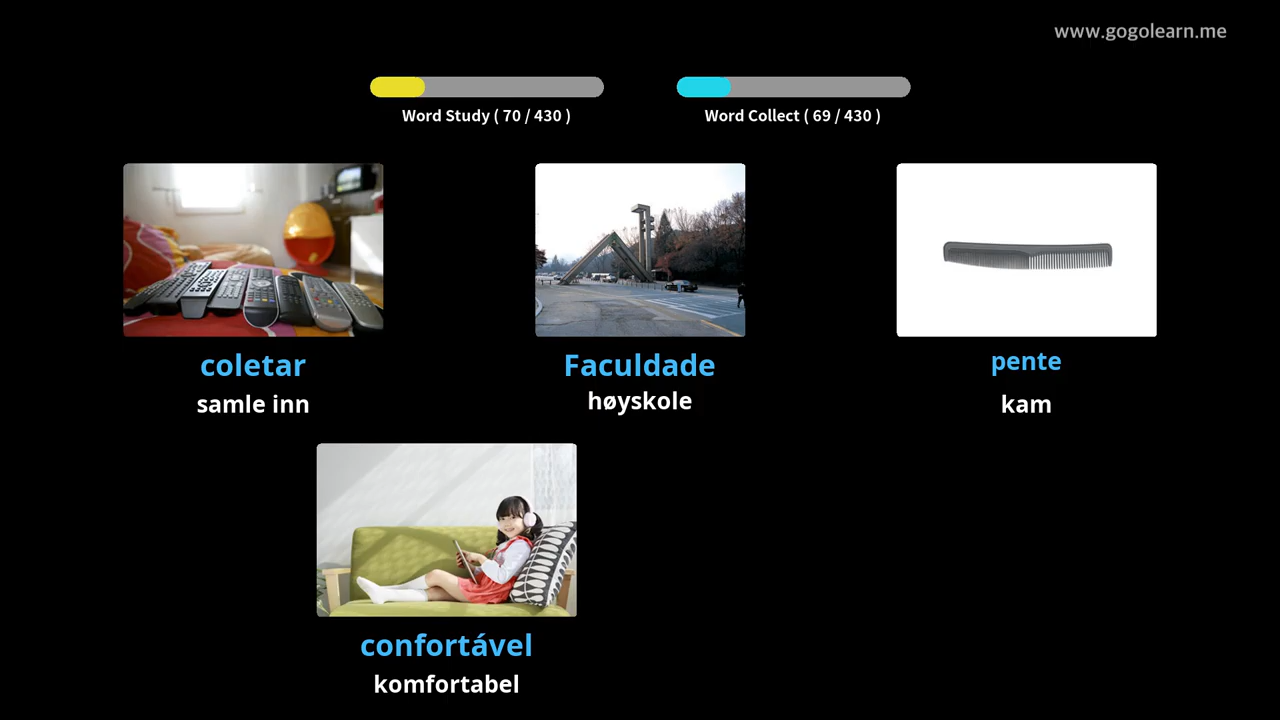 www.gogolearn.me
Word Study ( 70 / 430 )
Word Collect ( 69 / 430 )
coletar
samle inn
Faculdade
høyskole
pente
kam
confortável
komfortabel